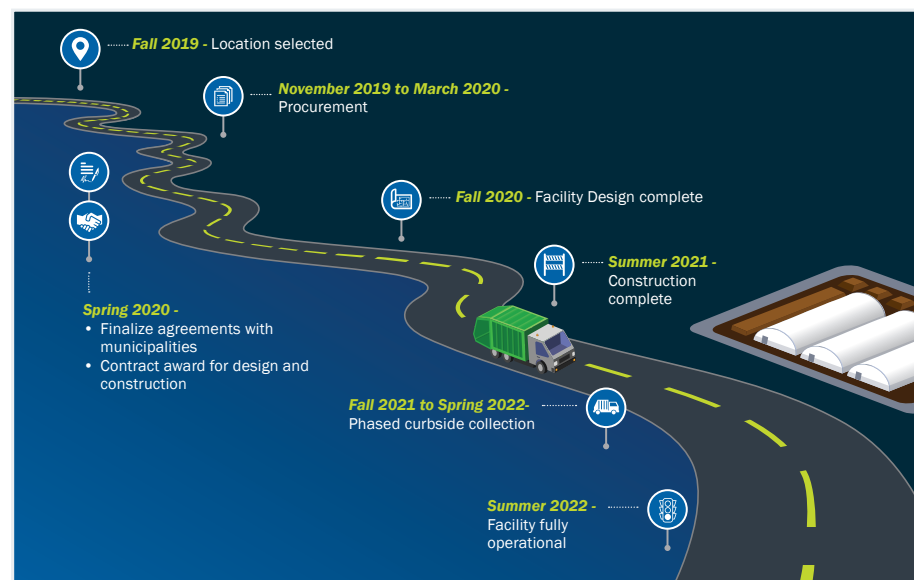 Fall 2019 - Location selected
November 2019 to March 2020 -
Procurement
Spring 2020 -
• Finalize agreements with
municipalities
• Contract award for design and
construction
Fall 2020 - Facility Design complete
Summer 2021 -
Construction
complete
Fall 2021 to Spring 2022-
Phased curbside collection
Summer 2022 -
Facility fully
operational